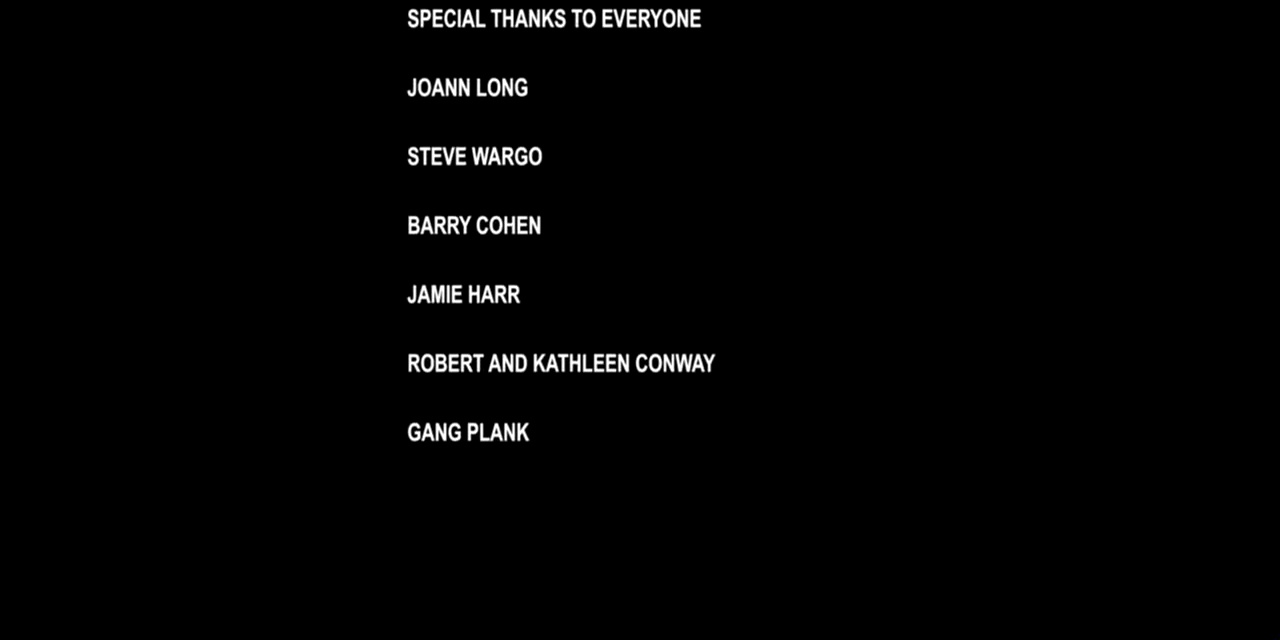 SPECIAL THANKS TO EVERYONE
JOANN LONG
STEVE WARGO
BARRY COHEN
JAMIE HARR
ROBERT AND KATHLEEN CONWAY
GANG PLANK